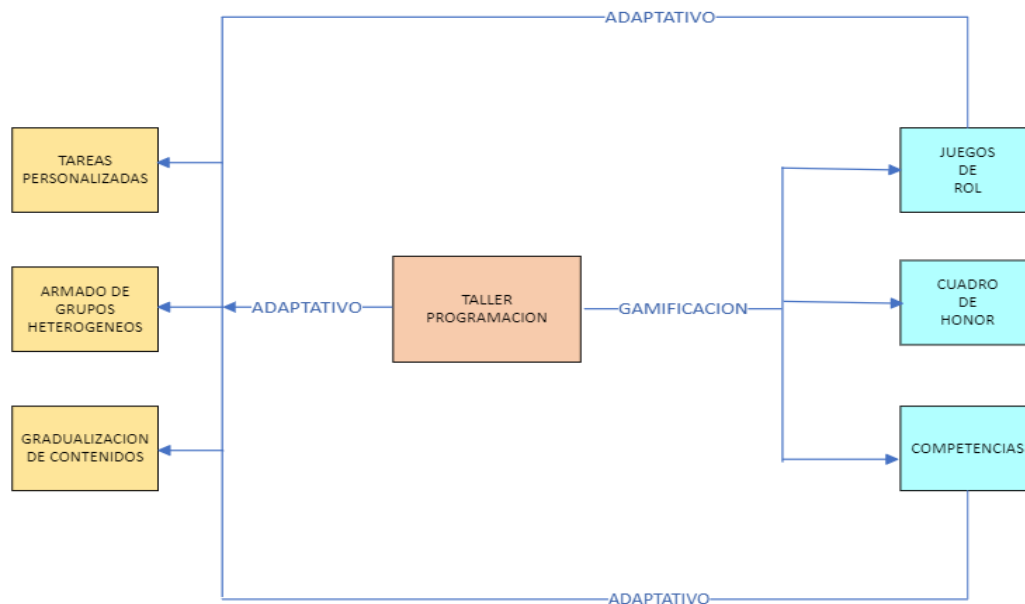 ADAPTATIVO
TAREAS
PERSONALIZADAS
JUEGOS
DE
ROL
ARMADO DE
GRUPOS
HETEROGENEOS
ADAPTATIVO
TALLER
PROGRAMACION
GAMIFICACION
CUADRO
DE
HONOR
GRADUALIZACION
DE CONTENIDOS
COMPETENCIAS
ADAPTATIVO